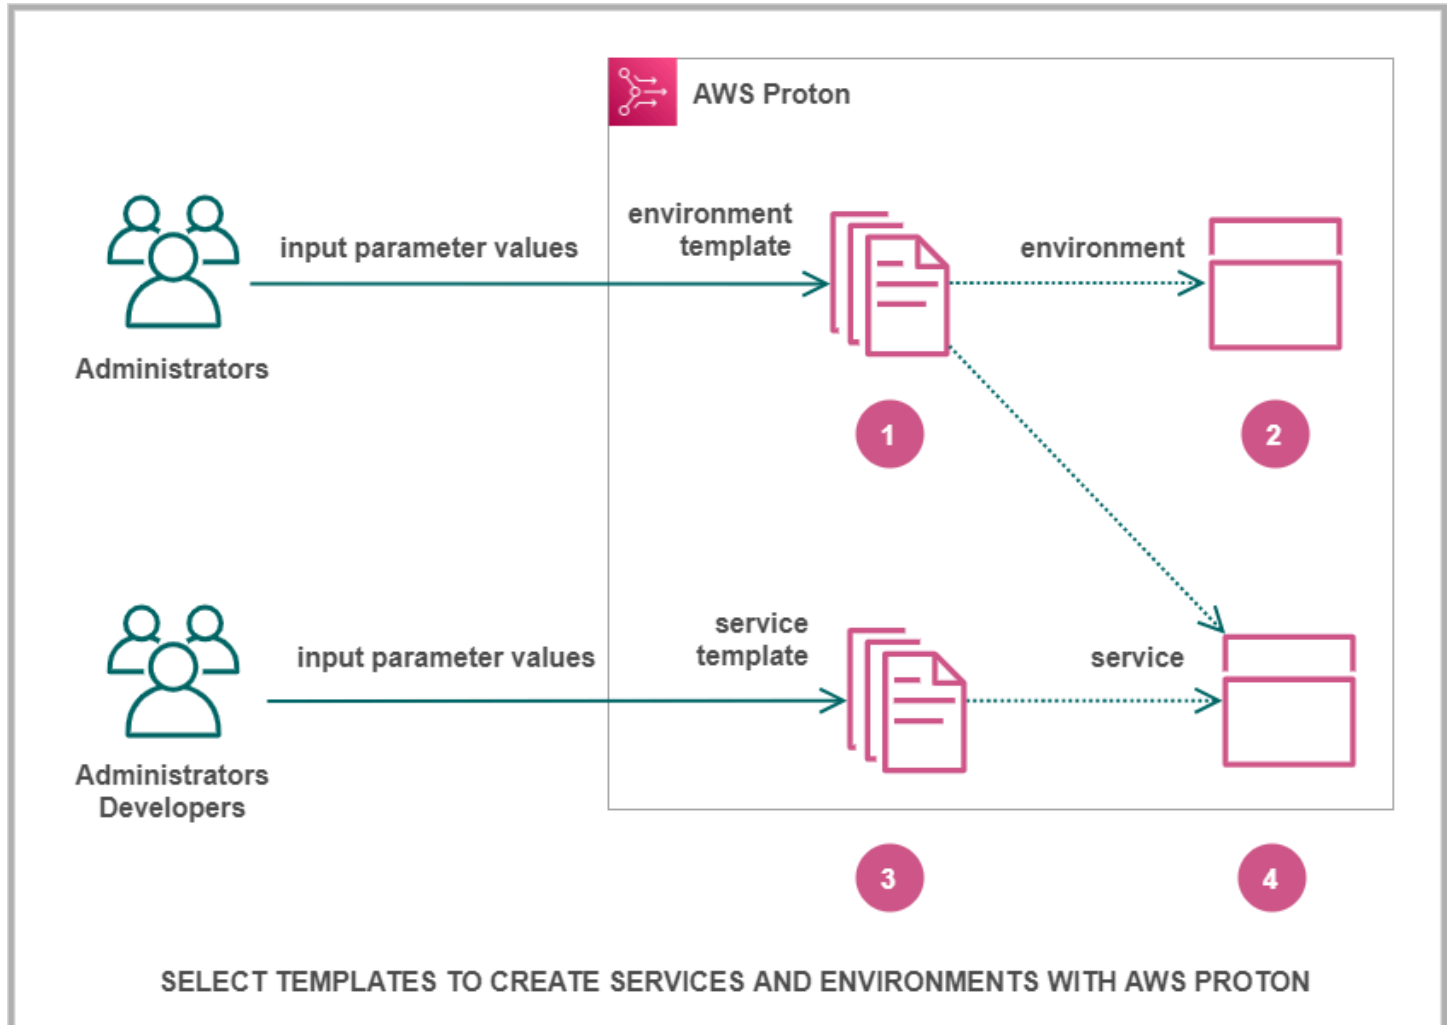 AWS Proton
environment
template
input parameter values
environment
Administrators
1
2
service
template
input parameter values
service
Administrators
Developers
3
4
SELECT TEMPLATES TO CREATE SERVICES AND ENVIRONMENTS WITH AWS PROTON